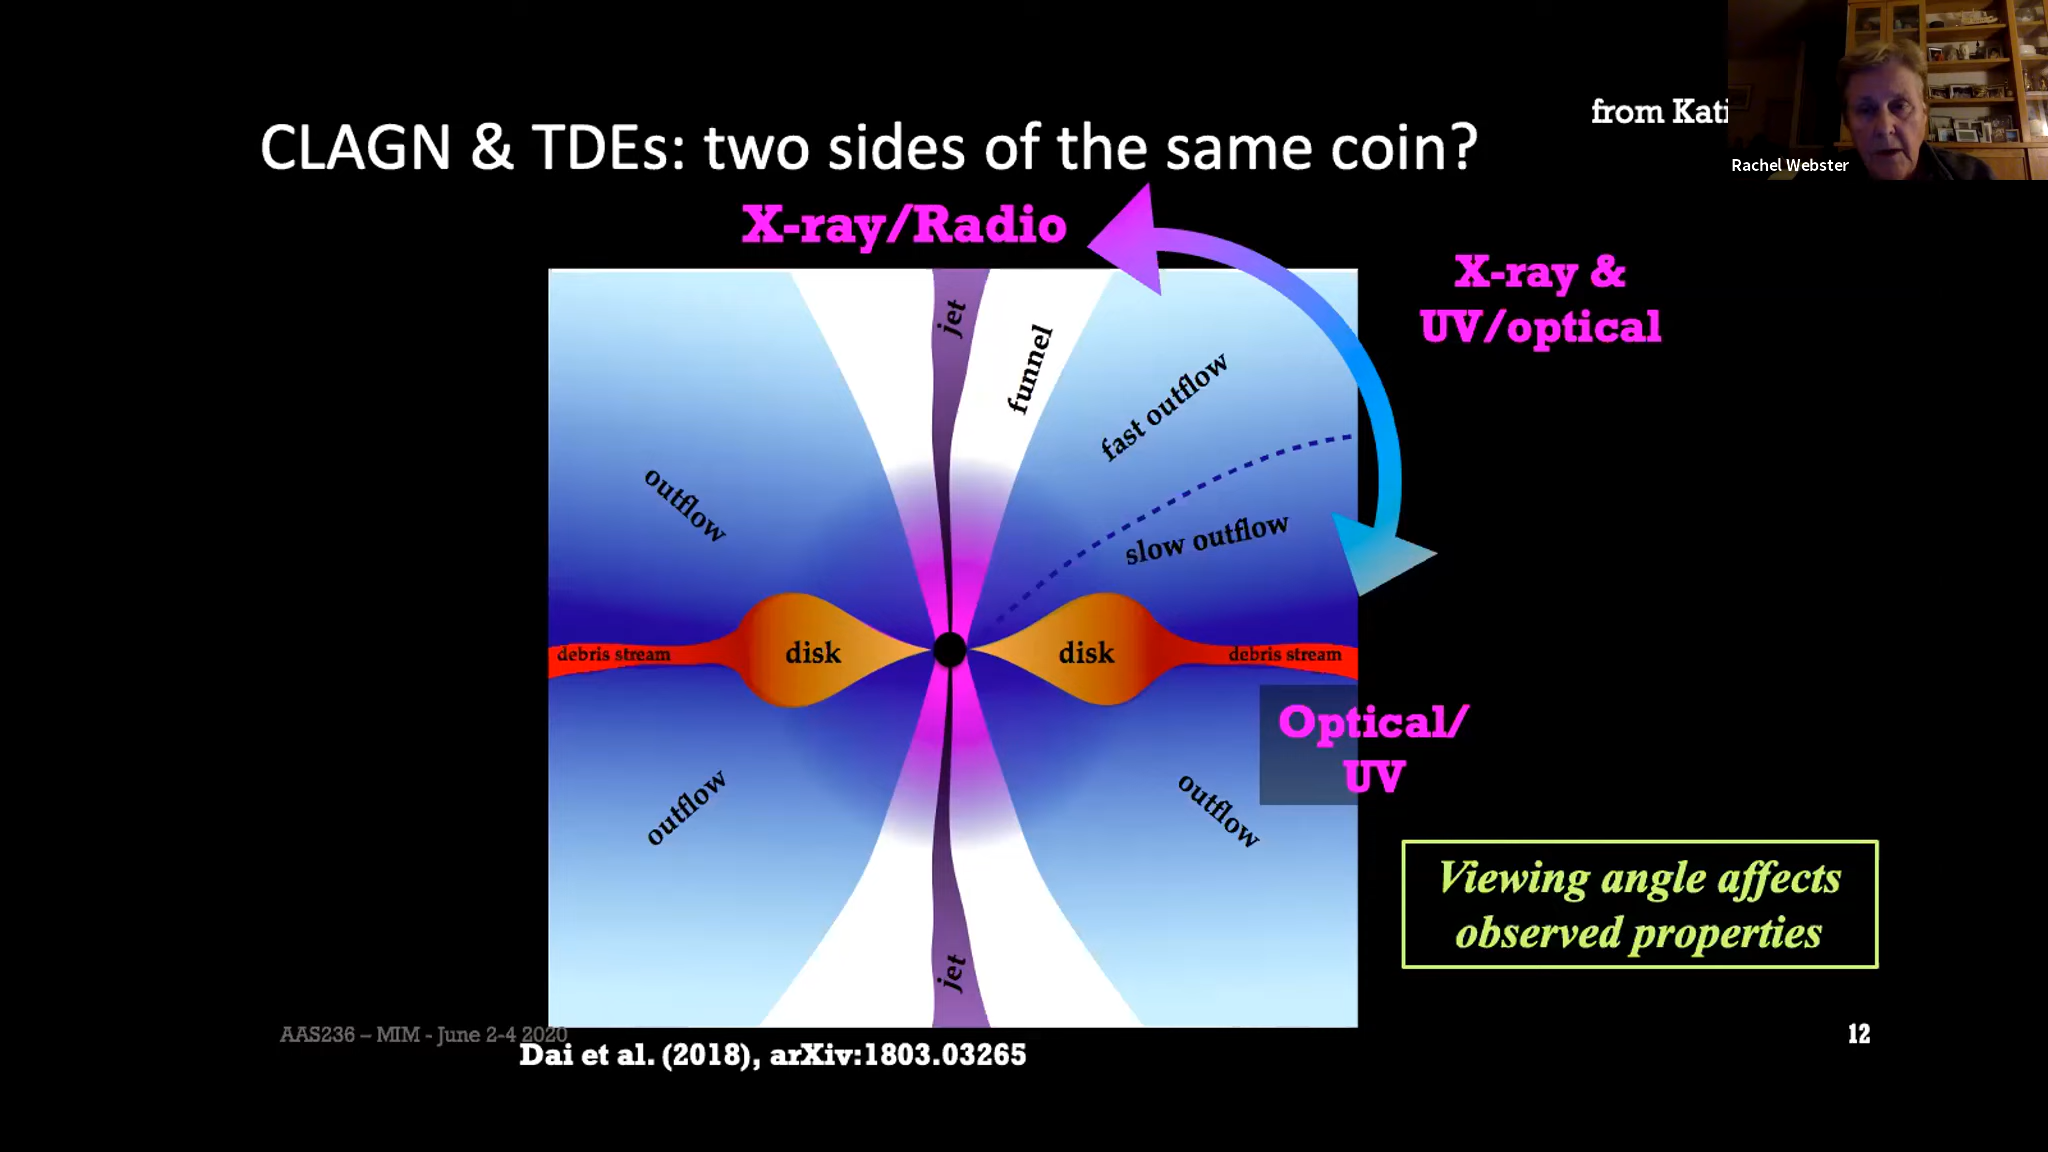 from Kati
Rachel Webster
CLAGN & TDEs: two sides of the same coin?
X-ray/Radio
X-ray &
UV/optical
jet
funnel
fast outflow
outflow
slow outflow
debris stream
disk
disk
debris stream
Optical/
UV
outflow
outflow
Viewing angle affects
observed properties
jet
AAS236 – MIM - June 2-4 2020
12
Dai et al. (2018), arXiv:1803.03265